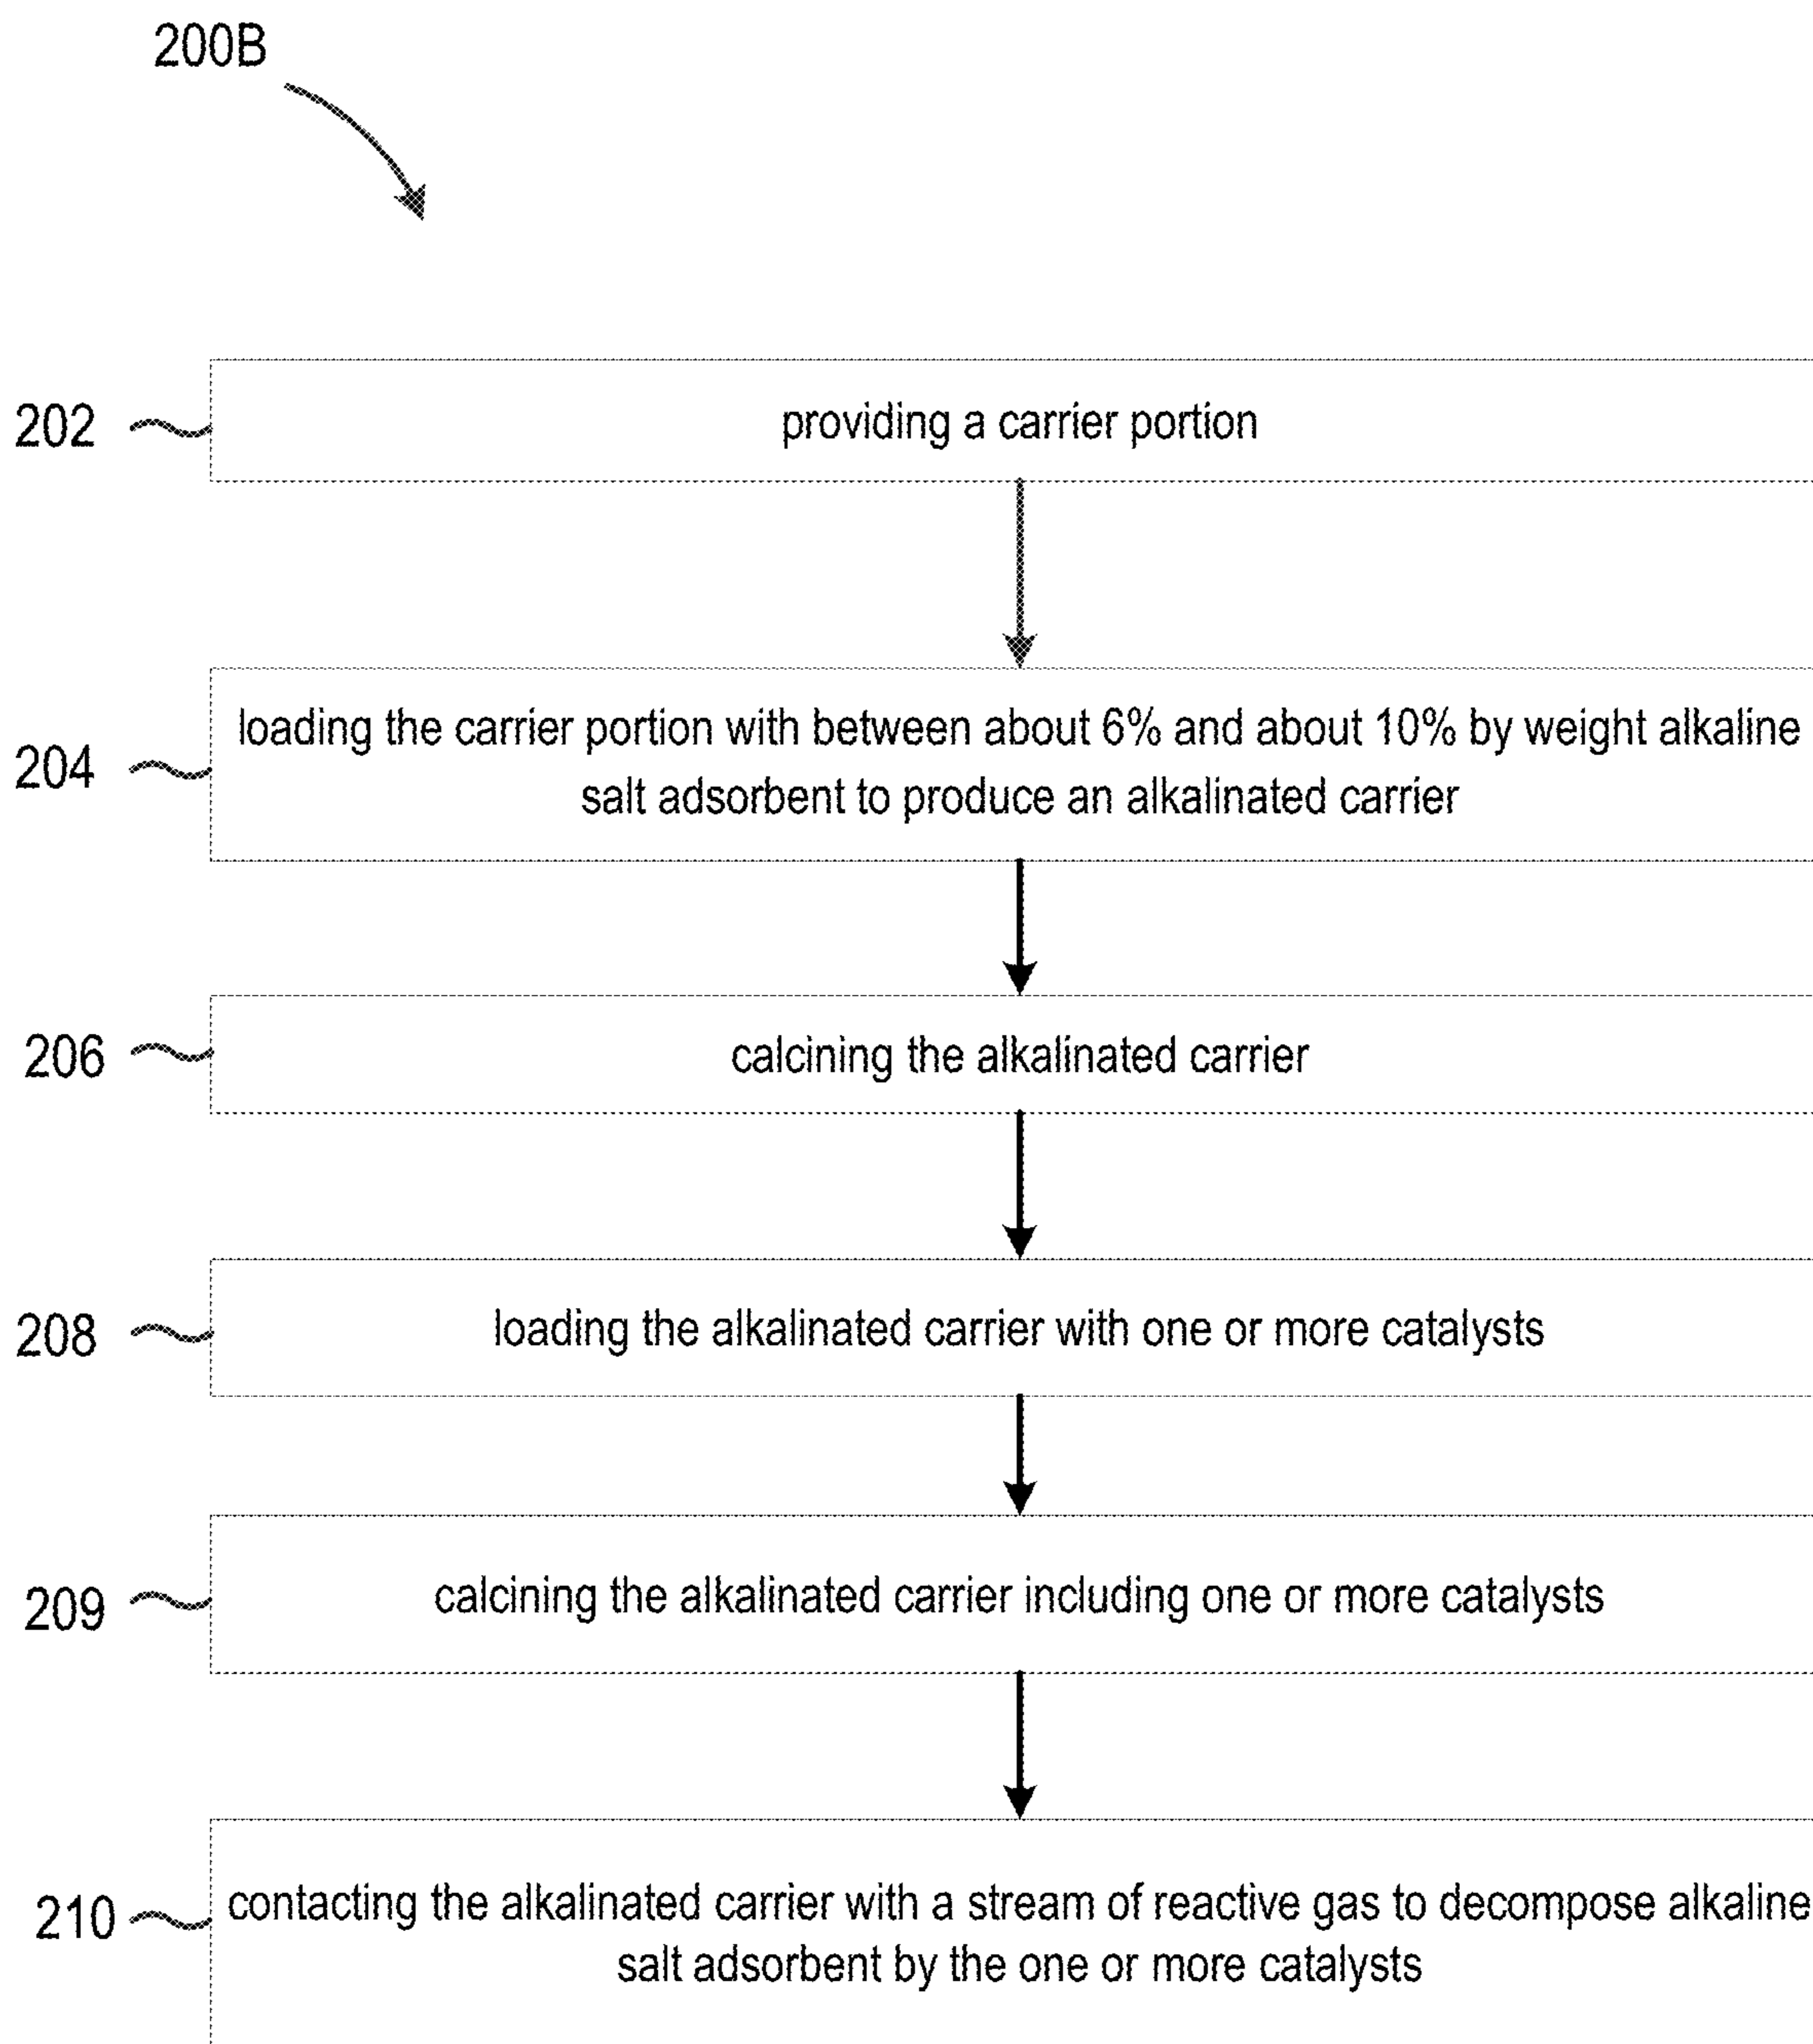 200B
202
providing a carrier portion
204
loading the carrier portion with between about 6% and about 10% by weight alkaline
salt adsorbent to produce an alkalinated carrier
206
calcining the alkalinated carrier
208
loading the alkalinated carrier with one or more catalysts
209
calcining the alkalinated carrier including one or more catalysts
210
contacting the alkalinated carrier with a stream of reactive gas to decompose alkaline
salt adsorbent by the one or more catalysts